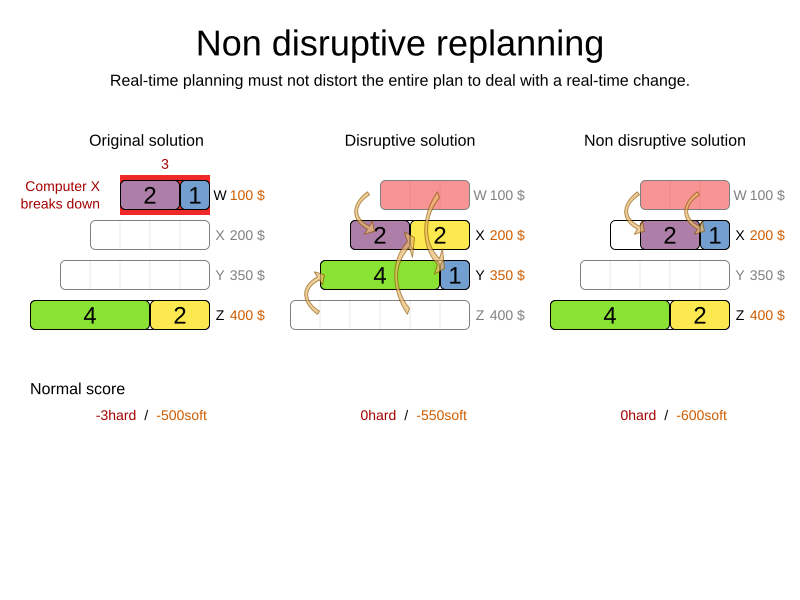 Non disruptive replanning
Real-time planning must not distort the entire plan to deal with a real-time change.
Original solution
3
Computer X
breaks down
2 1 W 100 $
X 200 $
Y 350 $
4 2 Z 400 $
Disruptive solution
W 100 $
2 2 X 200 $
4 1 Y 350 $
Z 400 $
Non disruptive solution
W 100 $
2 1 X 200 $
Y 350 $
4 2 Z 400 $
Normal score
-3hard / -500soft
0hard / -550soft
0hard / -600soft